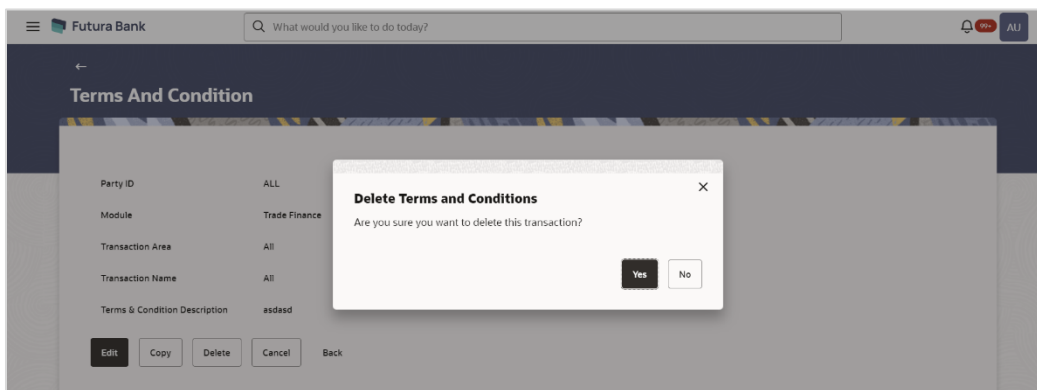 Futura Bank
What would you like to do today?
99+
AU
Terms And Condition
Party ID ALL
Module Trade Finance
Transaction Area All
Transaction Name All
Terms & Condition Description asdasd
Edit Copy Delete Cancel Back
Delete Terms and Conditions
Are you sure you want to delete this transaction?
Yes No